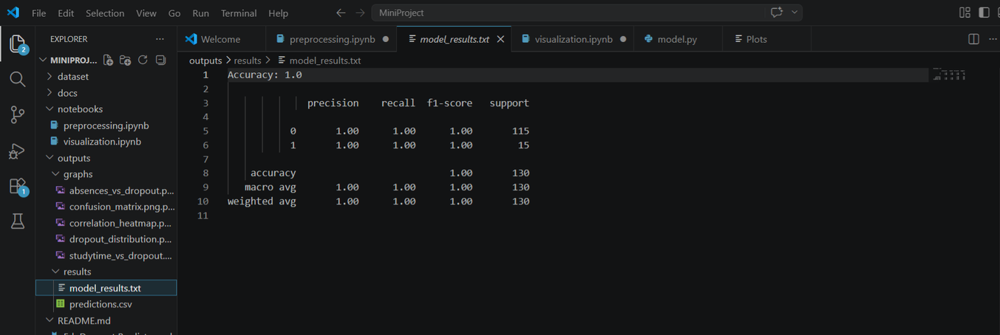 File Edit Selection View Go Run Terminal Help MiniProject
EXPLORER
Welcome preprocessing.ipynb model_results.txt visualization.ipynb model.py Plots
MINIPROJ...
outputs > results > model_results.txt
dataset
docs
notebooks
preprocessing.ipynb
visualization.ipynb
outputs
graphs
absences_vs_dropout.p...
confusion_matrix.png.p...
correlation_heatmap.p...
dropout_distribution.p...
studytime_vs_dropout....
results
model_results.txt
predictions.csv
README.md
2
1
1 Accuracy: 1.0
2
3 precision recall f1-score support
4
5 0 1.00 1.00 1.00 115
6 1 1.00 1.00 1.00 15
7
8 accuracy 1.00 130
9 macro avg 1.00 1.00 1.00 130
10 weighted avg 1.00 1.00 1.00 130
11